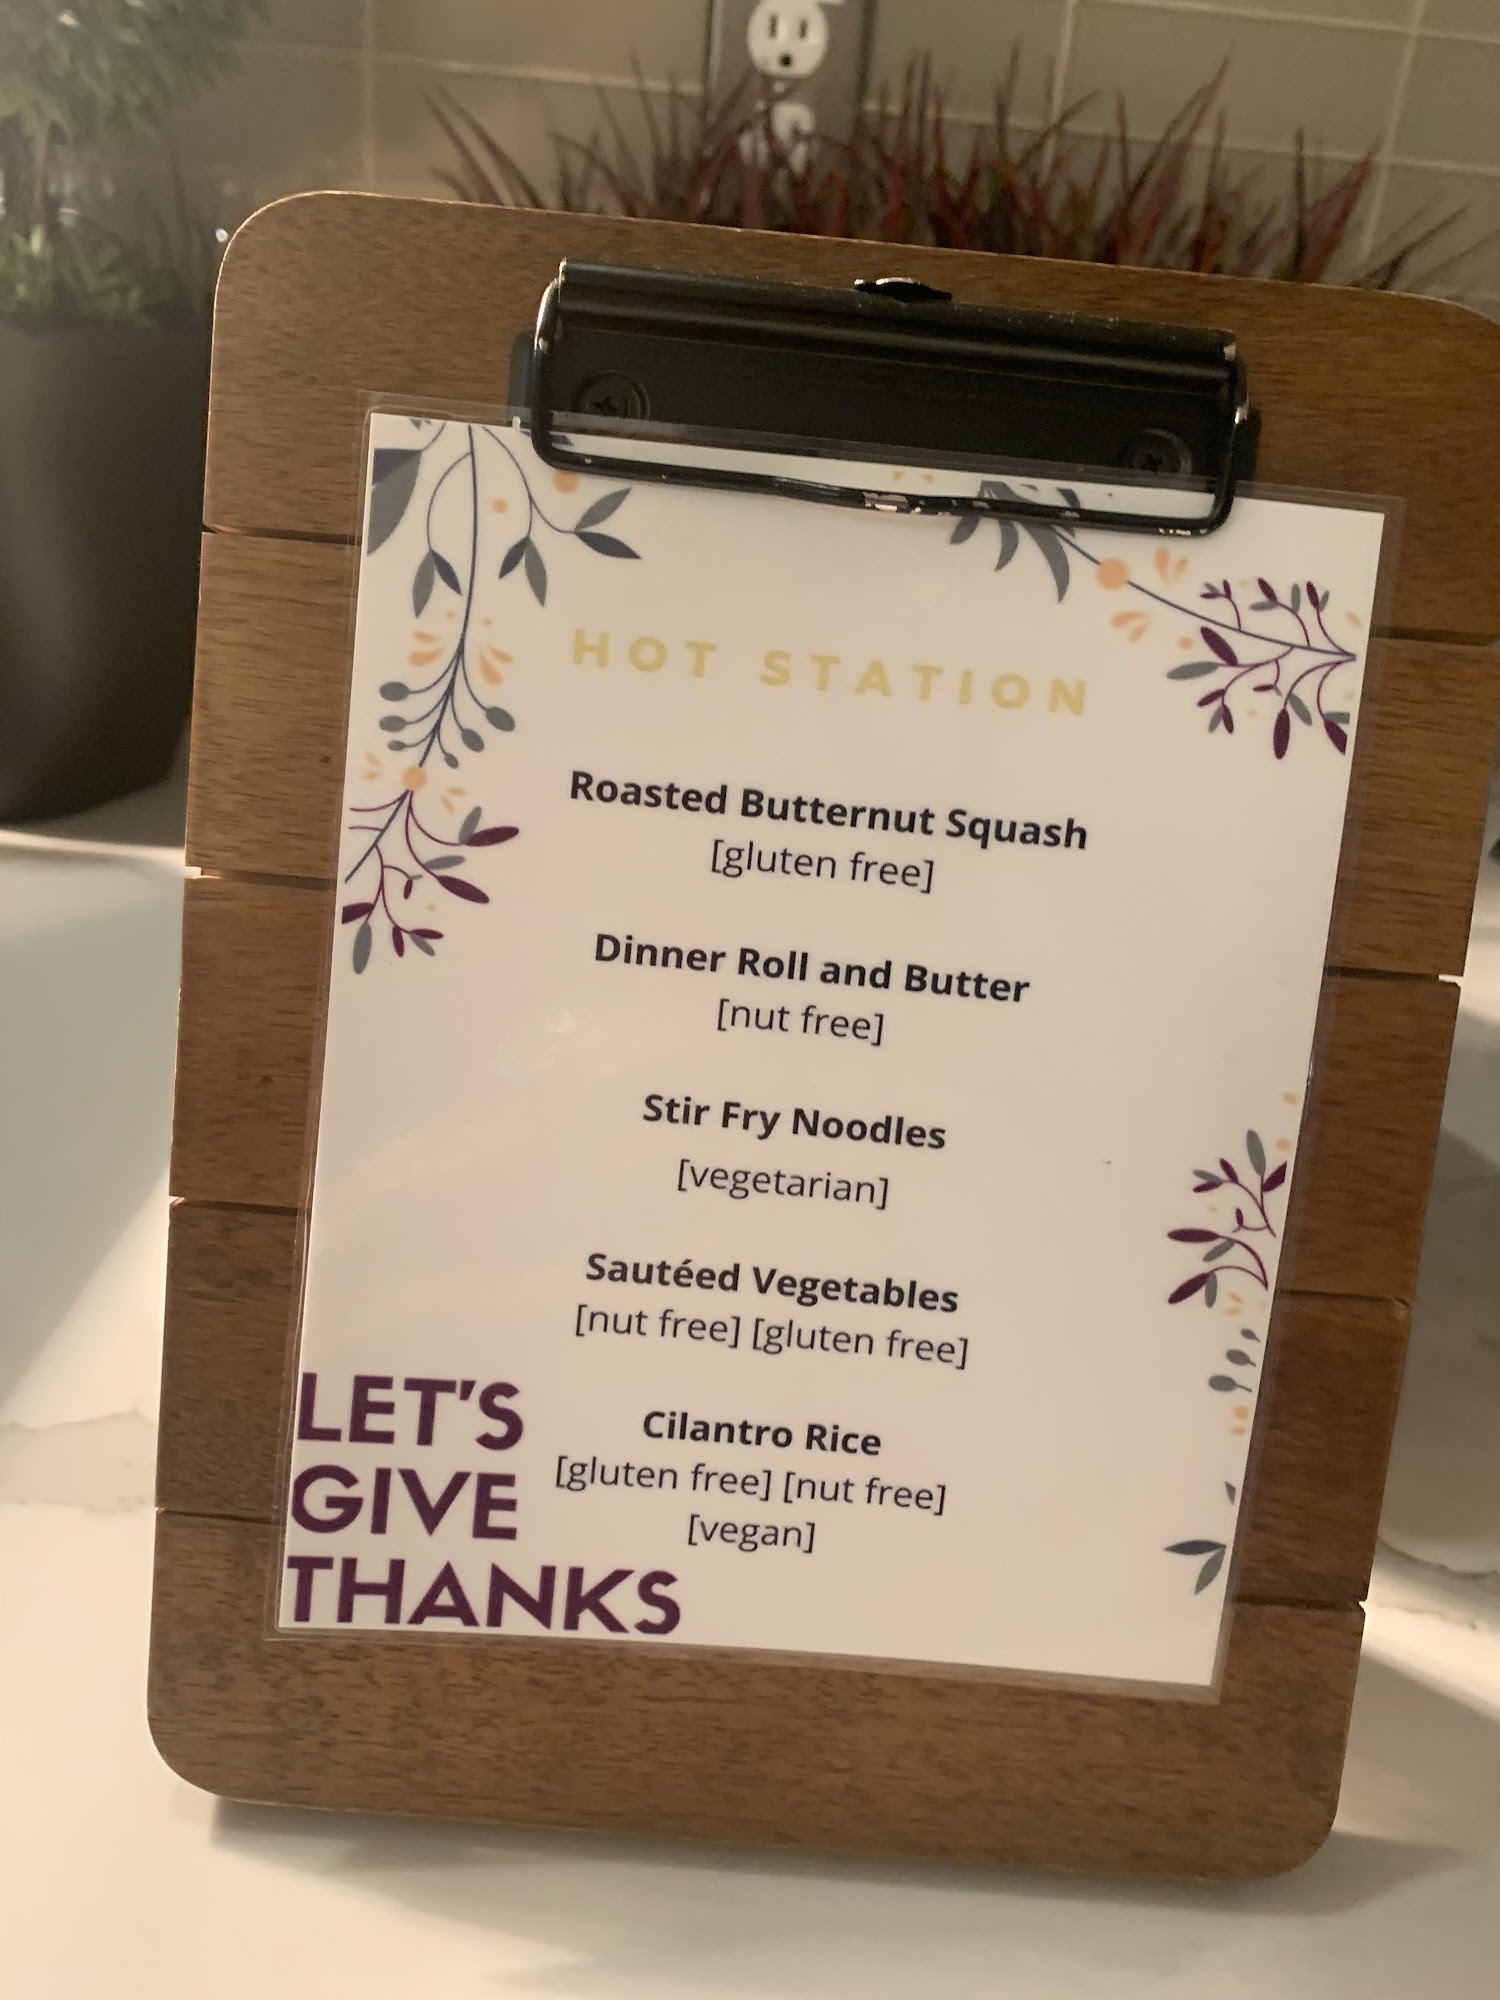 HOT STATION
Roasted Butternut Squash
[gluten free]
Dinner Roll and Butter
[nut free]
Stir Fry Noodles
[vegetarian]
Sautéed Vegetables
[nut free] [gluten free]
Cilantro Rice
[gluten free] [nut free]
[vegan]
LET'S
GIVE
THANKS